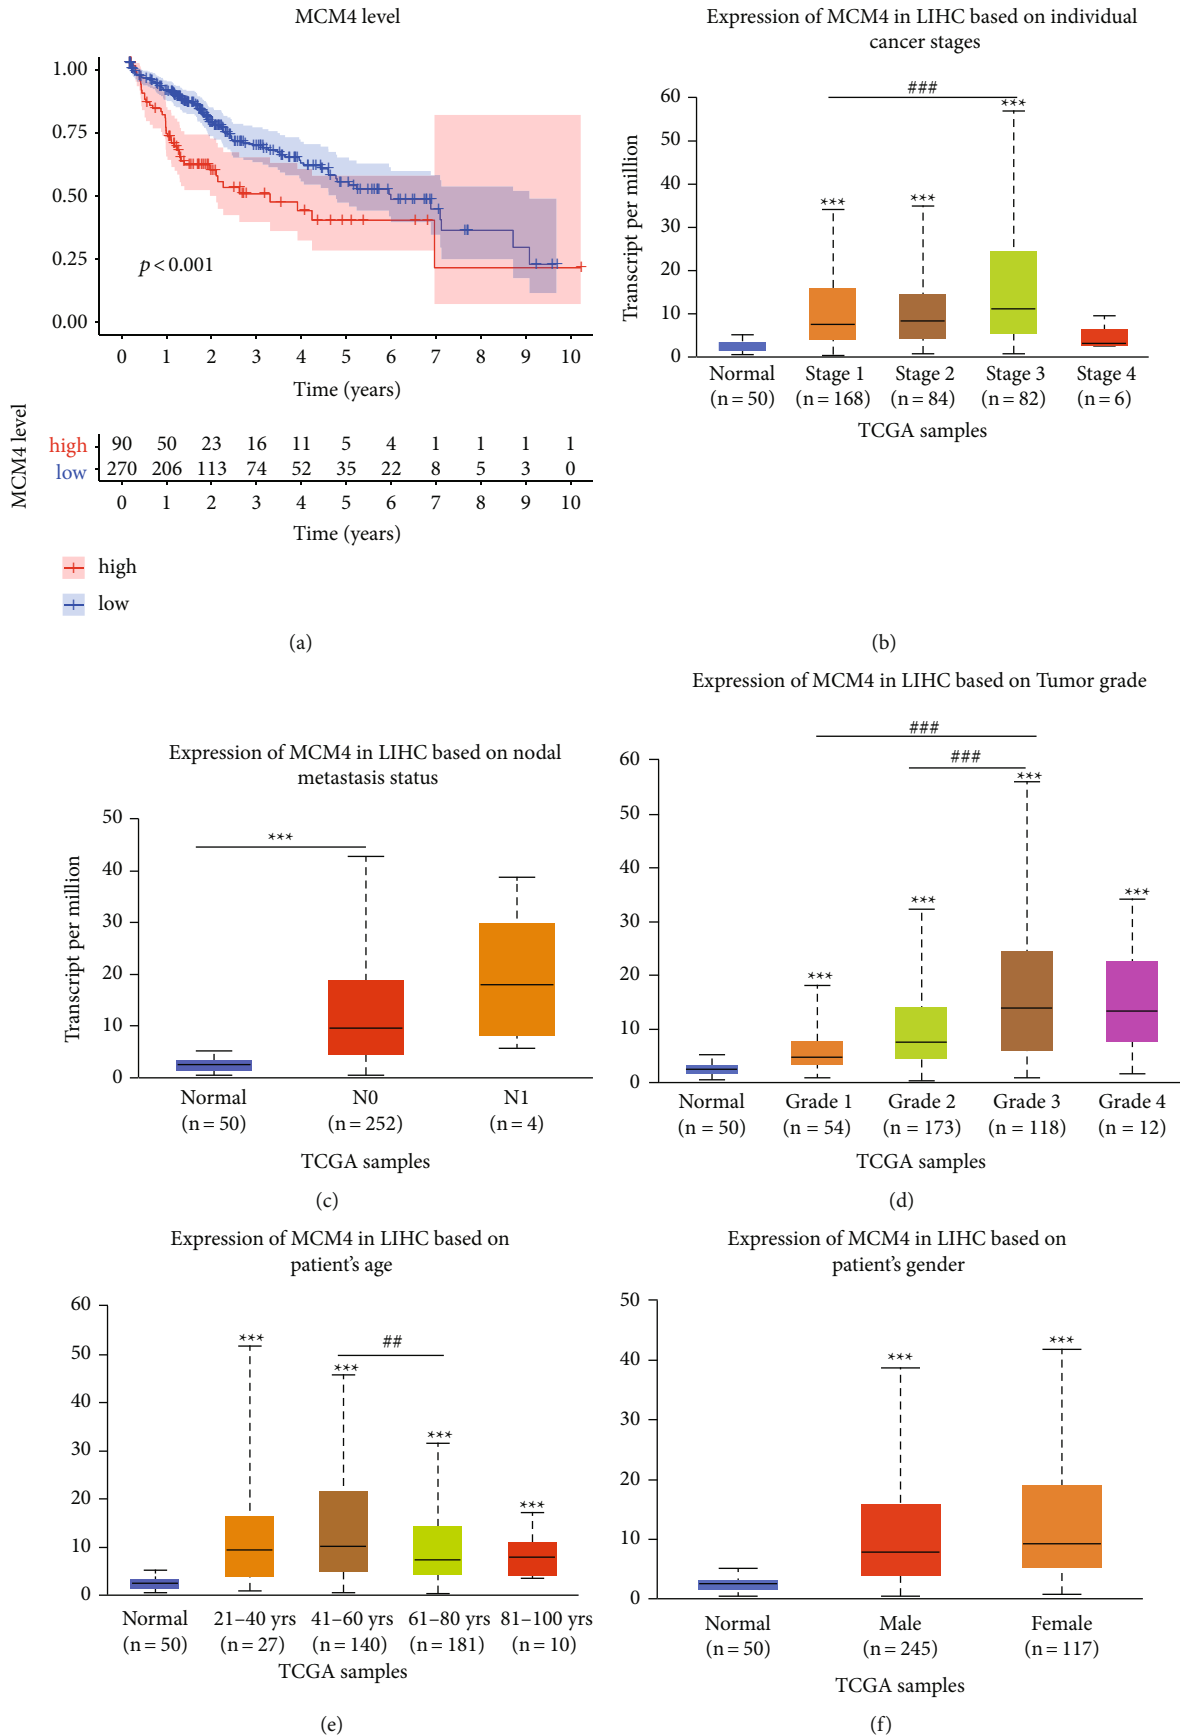 MCM4 level
1.00
0.75
0.50
0.25
0.00
p < 0.001
0 1 2 3 4 5 6 7 8 9 10
Time (years)
MCM4 level
high 90 50 23 16 11 5 4 1 1 1 1
low 270 206 113 74 52 35 22 8 5 3 0
0 1 2 3 4 5 6 7 8 9 10
Time (years)
high
low
(a)
Expression of MCM4 in LIHC based on individual
cancer stages
Transcript per million
60
50
40
30
20
10
0
###
*** *** ***
Normal Stage 1 Stage 2 Stage 3 Stage 4
(n = 50) (n = 168) (n = 84) (n = 82) (n = 6)
TCGA samples
(b)
Expression of MCM4 in LIHC based on nodal
metastasis status
Transcript per million
50
40
30
20
10
0
***
Normal N0 N1
(n = 50) (n = 252) (n = 4)
TCGA samples
(c)
Expression of MCM4 in LIHC based on Tumor grade
60
50
40
30
20
10
0
###
###
*** *** *** ***
Normal Grade 1 Grade 2 Grade 3 Grade 4
(n = 50) (n = 54) (n = 173) (n = 118) (n = 12)
TCGA samples
(d)
Expression of MCM4 in LIHC based on
patient's age
60
50
40
30
20
10
0
##
*** *** *** ***
Normal 21–40 yrs 41–60 yrs 61–80 yrs 81–100 yrs
(n = 50) (n = 27) (n = 140) (n = 181) (n = 10)
TCGA samples
(e)
Expression of MCM4 in LIHC based on
patient's gender
50
40
30
20
10
0
*** ***
Normal Male Female
(n = 50) (n = 245) (n = 117)
TCGA samples
(f)